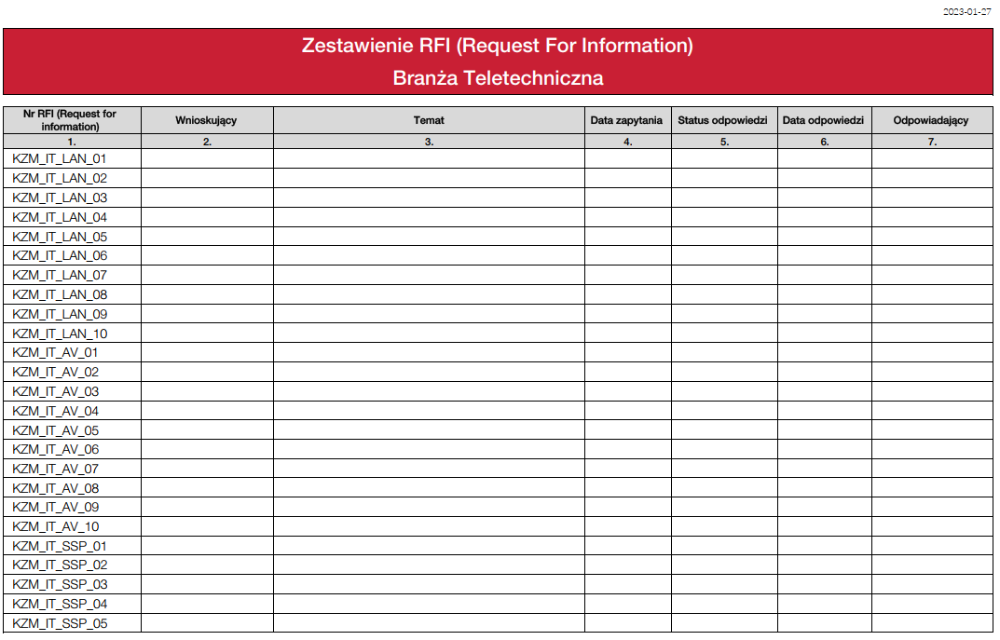 2023-01-27
Zestawienie RFI (Request For Information)
Branża Teletechniczna
Nr RFI (Request for information) Wnioskujący Temat Data zapytania Status odpowiedzi Data odpowiedzi Odpowiadający
1. 2. 3. 4. 5. 6. 7.
KZM_IT_LAN_01
KZM_IT_LAN_02
KZM_IT_LAN_03
KZM_IT_LAN_04
KZM_IT_LAN_05
KZM_IT_LAN_06
KZM_IT_LAN_07
KZM_IT_LAN_08
KZM_IT_LAN_09
KZM_IT_LAN_10
KZM_IT_AV_01
KZM_IT_AV_02
KZM_IT_AV_03
KZM_IT_AV_04
KZM_IT_AV_05
KZM_IT_AV_06
KZM_IT_AV_07
KZM_IT_AV_08
KZM_IT_AV_09
KZM_IT_AV_10
KZM_IT_SSP_01
KZM_IT_SSP_02
KZM_IT_SSP_03
KZM_IT_SSP_04
KZM_IT_SSP_05